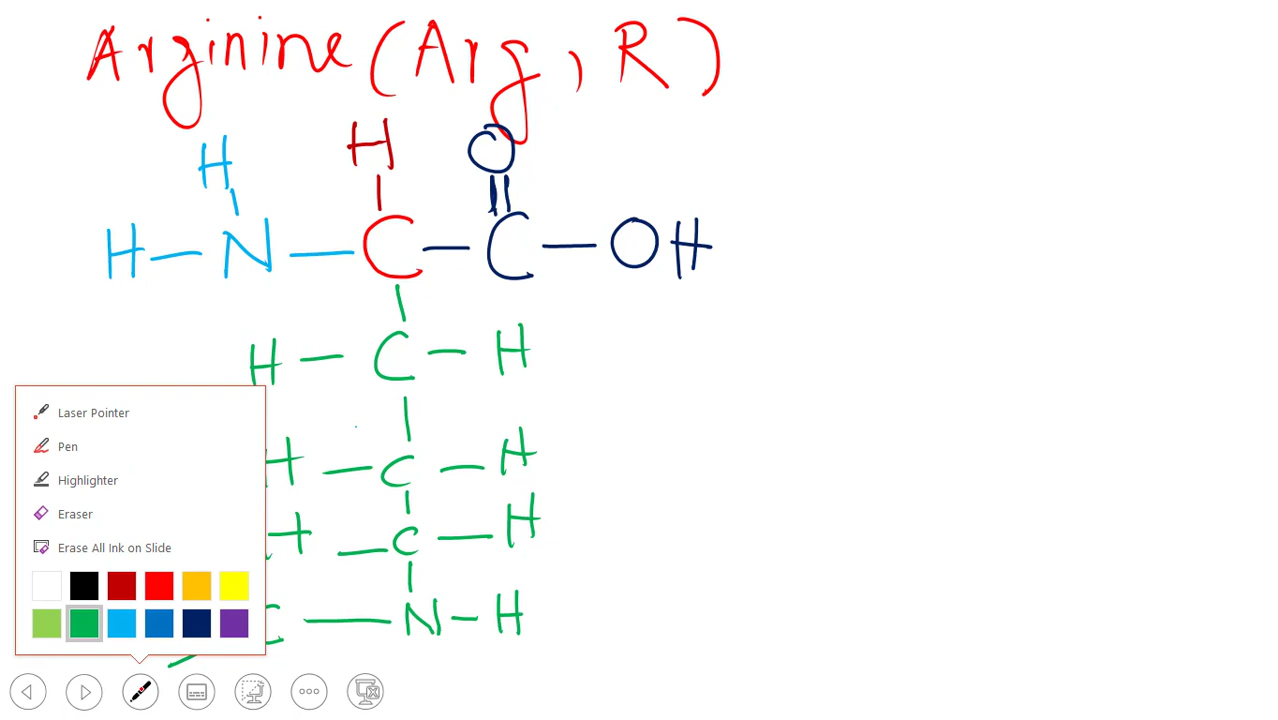 Arginine (Arg, R)
H H O
H — N — C — C — OH
H — C — H
H — C — H
H — C — H
C — N — H
Laser Pointer
Pen
Highlighter
Eraser
Erase All Ink on Slide